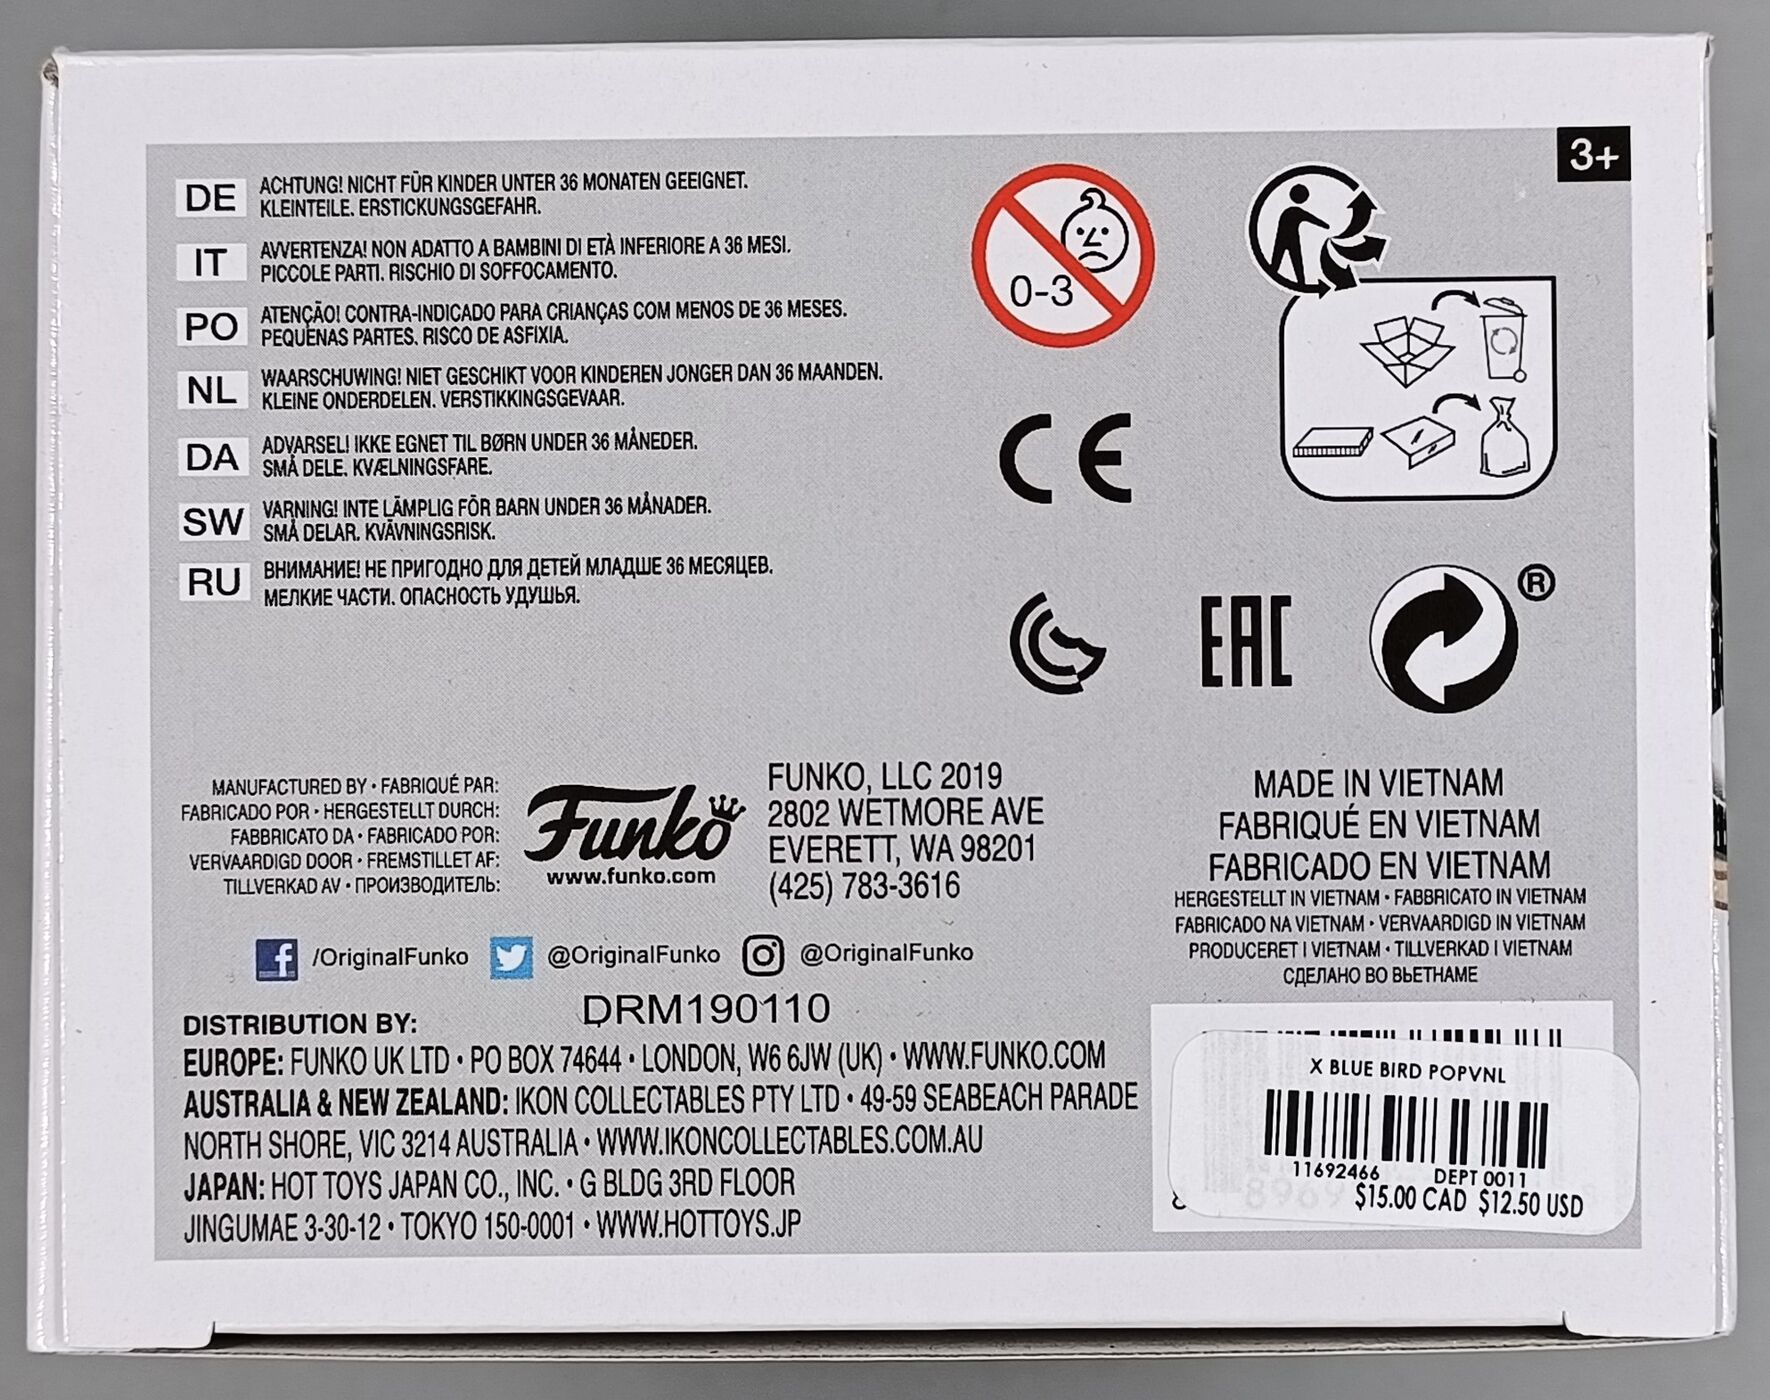 3+
DE
ACHTUNG! NICHT FÜR KINDER UNTER 36 MONATEN GEEIGNET.
KLEINTEILE. ERSTICKUNGSGEFAHR.
IT
AVVERTENZA! NON ADATTO A BAMBINI DI ETÀ INFERIORE A 36 MESI.
PICCOLE PARTI. RISCHIO DI SOFFOCAMENTO.
PO
ATENÇÃO! CONTRA-INDICADO PARA CRIANÇAS COM MENOS DE 36 MESES.
PEQUENAS PARTES. RISCO DE ASFIXIA.
NL
WAARSCHUWING! NIET GESCHIKT VOOR KINDEREN JONGER DAN 36 MAANDEN.
KLEINE ONDERDELEN. VERSTIKKINGSGEVAAR.
DA
ADVARSEL! IKKE EGNET TIL BØRN UNDER 36 MÅNEDER.
SMÅ DELE. KVÆLNINGSFARE.
SW
VARNING! INTE LÄMPLIG FÖR BARN UNDER 36 MÅNADER.
SMÅ DELAR. KVÄVNINGSRISK.
RU
ВНИМАНИЕ! НЕ ПРИГОДНО ДЛЯ ДЕТЕЙ МЛАДШЕ 36 МЕСЯЦЕВ.
МЕЛКИЕ ЧАСТИ. ОПАСНОСТЬ УДУШЬЯ.
0-3
CE
EAC
®
MANUFACTURED BY • FABRIQUÉ PAR:
FABRICADO POR • HERGESTELLT DURCH:
FABBRICATO DA • FABRICADO POR:
VERVAARDIGD DOOR • FREMSTILLET AF:
TILLVERKAD AV • ПРОИЗВОДИТЕЛЬ:
Funko
www.funko.com
FUNKO, LLC 2019
2802 WETMORE AVE
EVERETT, WA 98201
(425) 783-3616
MADE IN VIETNAM
FABRIQUÉ EN VIETNAM
FABRICADO EN VIETNAM
HERGESTELLT IN VIETNAM • FABBRICATO IN VIETNAM
FABRICADO NA VIETNAM • VERVAARDIGD IN VIETNAM
PRODUCERET I VIETNAM • TILLVERKAD I VIETNAM
СДЕЛАНО ВО ВЬЕТНАМЕ
/OriginalFunko @OriginalFunko @OriginalFunko
DRM190110
DISTRIBUTION BY:
EUROPE: FUNKO UK LTD • PO BOX 74644 • LONDON, W6 6JW (UK) • WWW.FUNKO.COM
AUSTRALIA & NEW ZEALAND: IKON COLLECTABLES PTY LTD • 49-59 SEABEACH PARADE
NORTH SHORE, VIC 3214 AUSTRALIA • WWW.IKONCOLLECTABLES.COM.AU
JAPAN: HOT TOYS JAPAN CO., INC. • G BLDG 3RD FLOOR
JINGUMAE 3-30-12 • TOKYO 150-0001 • WWW.HOTTOYS.JP
X BLUE BIRD POPVNL
11692466 DEPT 0011
$15.00 CAD $12.50 USD